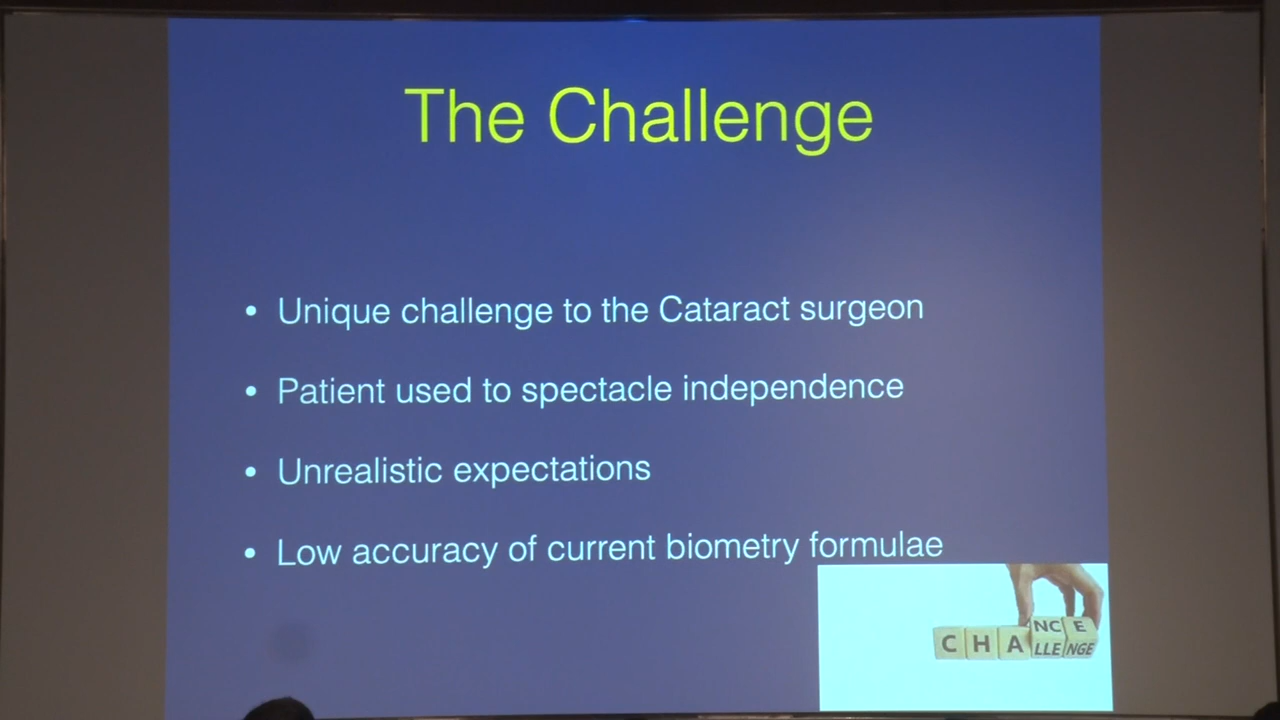 The Challenge
• Unique challenge to the Cataract surgeon
• Patient used to spectacle independence
• Unrealistic expectations
• Low accuracy of current biometry formulae
NC E
C H A LLE NGE